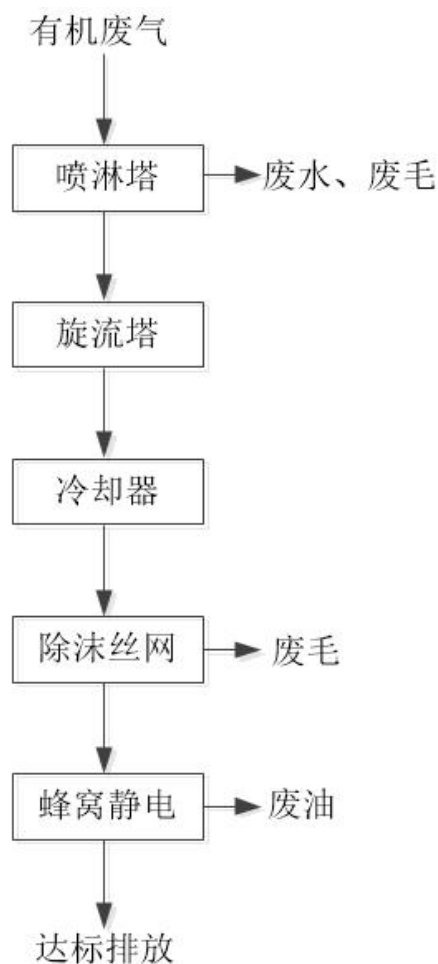 有机废气
喷淋塔
废水、废毛
旋流塔
冷却器
除沫丝网
废毛
蜂窝静电
废油
达标排放